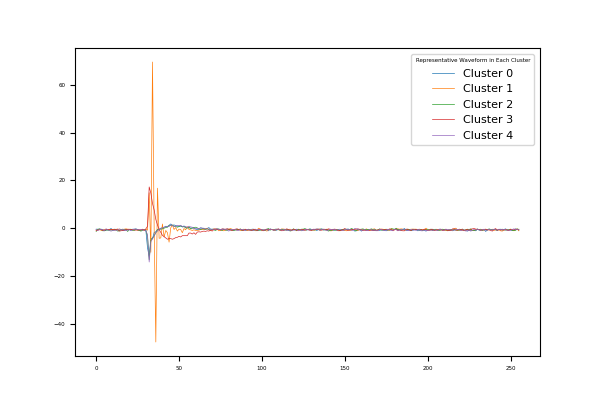 Representative Waveform in Each Cluster
Cluster 0
Cluster 1
Cluster 2
Cluster 3
Cluster 4
60
40
20
0
−20
−40
0
50
100
150
200
250